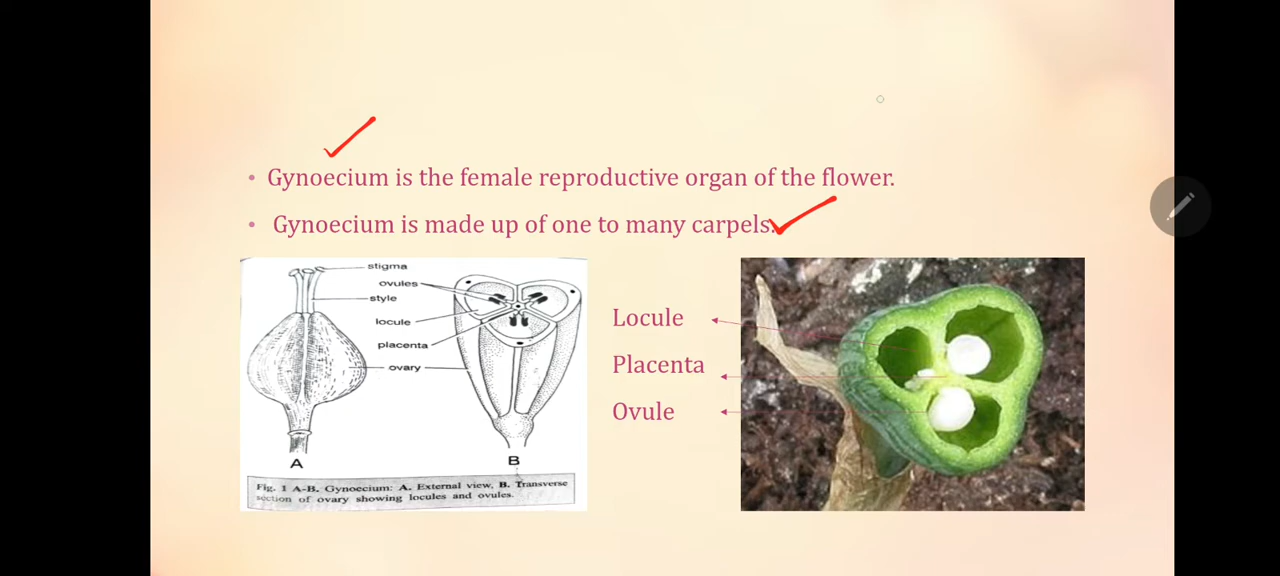 • Gynoecium is the female reproductive organ of the flower.
• Gynoecium is made up of one to many carpels.
stigma
ovules
style
locule
placenta
ovary
A
B
Fig. 1 A-B. Gynoecium: A. External view, B. Transverse
section of ovary showing locules and ovules.
Locule
Placenta
Ovule